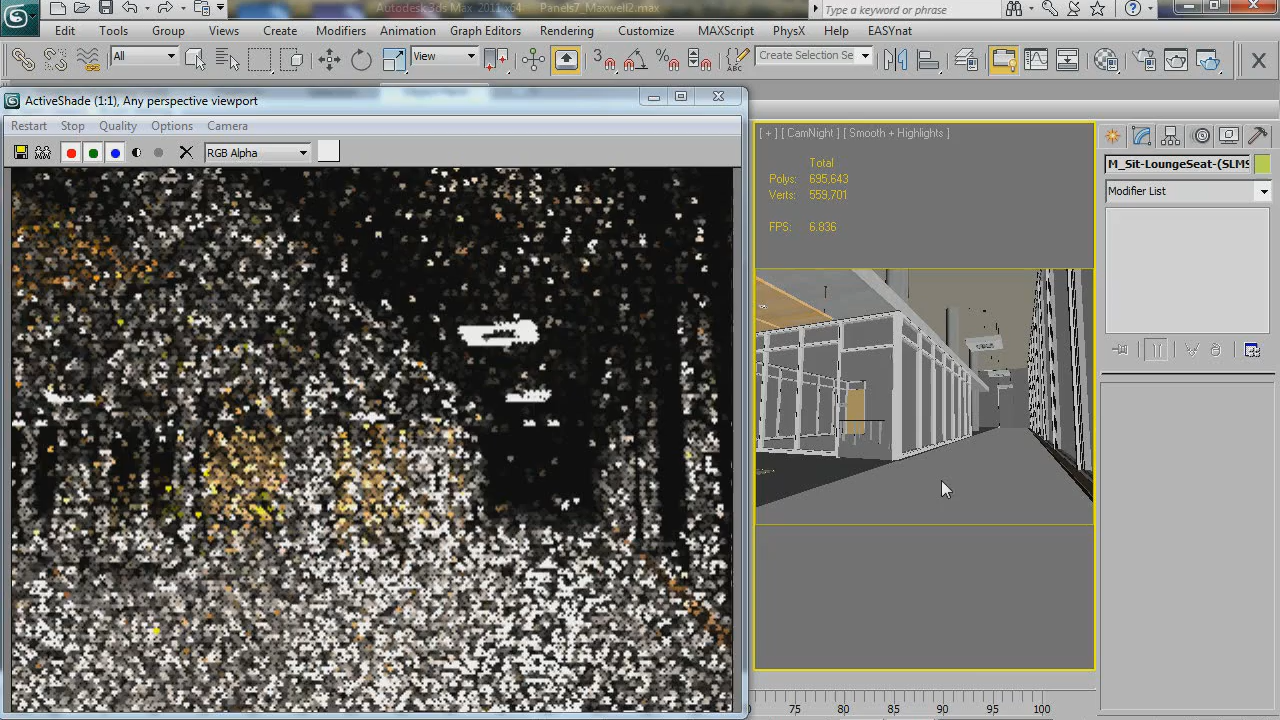 Autodesk 3ds Max 2011 x64 Panels7_Maxwell2.max
Type a keyword or phrase
Edit Tools Group Views Create Modifiers Animation Graph Editors Rendering Customize MAXScript PhysX Help EASYnat
All View 3 ABC Create Selection Se
ActiveShade (1:1), Any perspective viewport
Restart Stop Quality Options Camera
RGB Alpha
[ + ] [ CamNight ] [ Smooth + Highlights ]
Total
Polys: 695,643
Verts: 559,701
FPS: 6.836
M_Sit-LoungeSeat-(SLMS
Modifier List
75 80 85 90 95 100